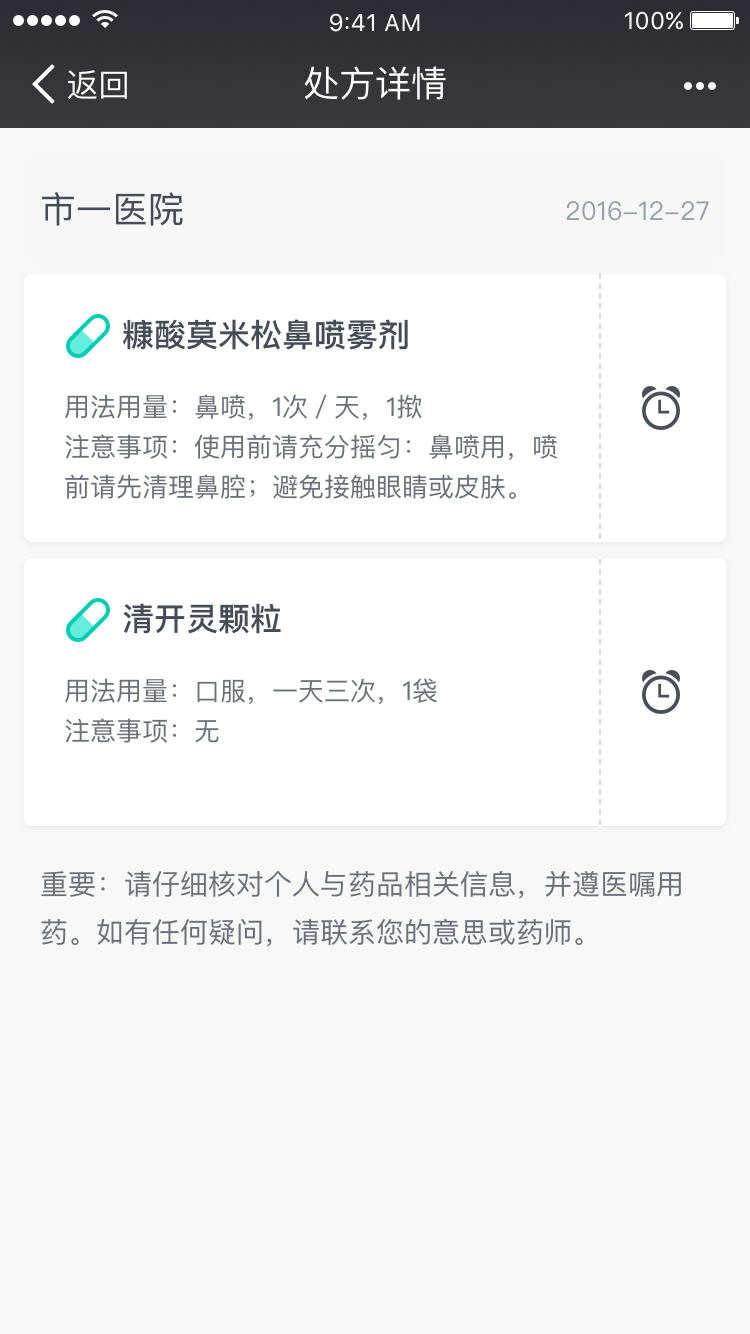 9:41 AM
100%
返回
处方详情
市一医院
2016-12-27
糠酸莫米松鼻喷雾剂
用法用量：鼻喷，1次 / 天，1揿
注意事项：使用前请充分摇匀：鼻喷用，喷
前请先清理鼻腔；避免接触眼睛或皮肤。
清开灵颗粒
用法用量：口服，一天三次，1袋
注意事项：无
重要：请仔细核对个人与药品相关信息，并遵医嘱用
药。如有任何疑问，请联系您的意思或药师。